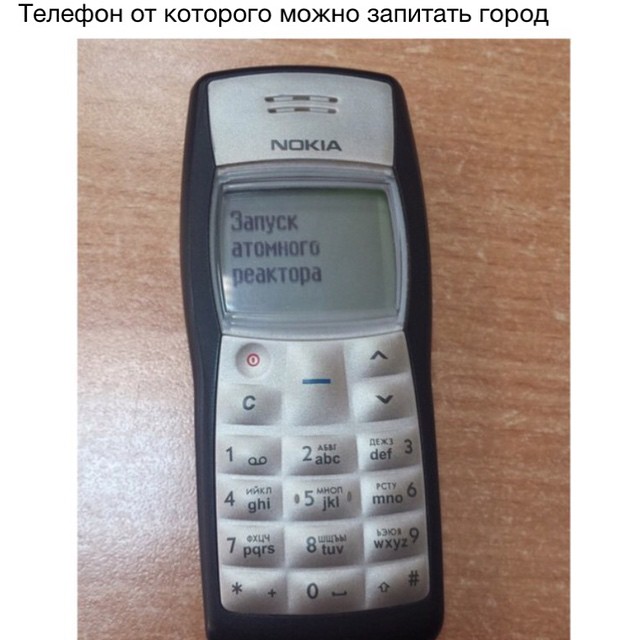 Телефон от которого можно запитать город
NOKIA
Запуск
атомного
реактора
C
1 2 АБВГ abc ДЕЖЗ def 3
4 ИЙКЛ ghi 5 МНОП jkl РСТУ mno 6
7 ФХЦЧ pqrs 8 ШЩЪЫ tuv ЬЭЮЯ wxyz 9
* + 0 #